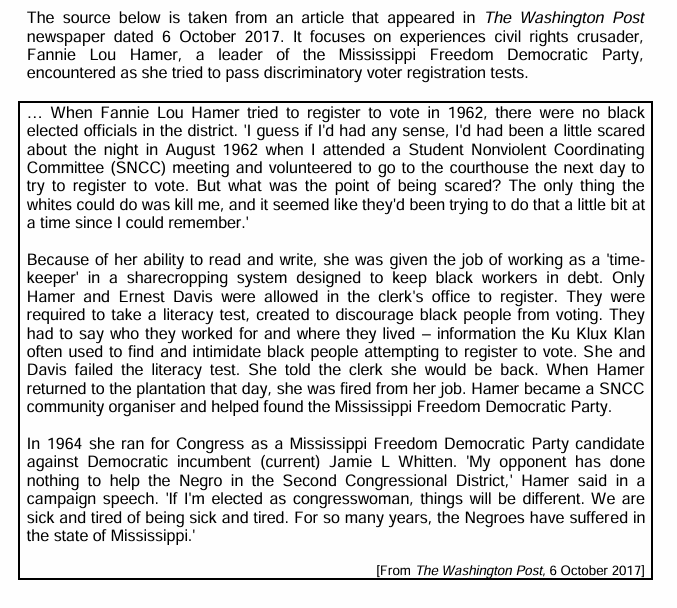 The source below is taken from an article that appeared in The Washington Post
newspaper dated 6 October 2017. It focuses on experiences civil rights crusader,
Fannie Lou Hamer, a leader of the Mississippi Freedom Democratic Party,
encountered as she tried to pass discriminatory voter registration tests.
… When Fannie Lou Hamer tried to register to vote in 1962, there were no black
elected officials in the district. 'I guess if I'd had any sense, I'd had been a little scared
about the night in August 1962 when I attended a Student Nonviolent Coordinating
Committee (SNCC) meeting and volunteered to go to the courthouse the next day to
try to register to vote. But what was the point of being scared? The only thing the
whites could do was kill me, and it seemed like they'd been trying to do that a little bit at
a time since I could remember.'
Because of her ability to read and write, she was given the job of working as a 'time-
keeper' in a sharecropping system designed to keep black workers in debt. Only
Hamer and Ernest Davis were allowed in the clerk's office to register. They were
required to take a literacy test, created to discourage black people from voting. They
had to say who they worked for and where they lived – information the Ku Klux Klan
often used to find and intimidate black people attempting to register to vote. She and
Davis failed the literacy test. She told the clerk she would be back. When Hamer
returned to the plantation that day, she was fired from her job. Hamer became a SNCC
community organiser and helped found the Mississippi Freedom Democratic Party.
In 1964 she ran for Congress as a Mississippi Freedom Democratic Party candidate
against Democratic incumbent (current) Jamie L Whitten. 'My opponent has done
nothing to help the Negro in the Second Congressional District,' Hamer said in a
campaign speech. 'If I'm elected as congresswoman, things will be different. We are
sick and tired of being sick and tired. For so many years, the Negroes have suffered in
the state of Mississippi.'
[From The Washington Post, 6 October 2017]